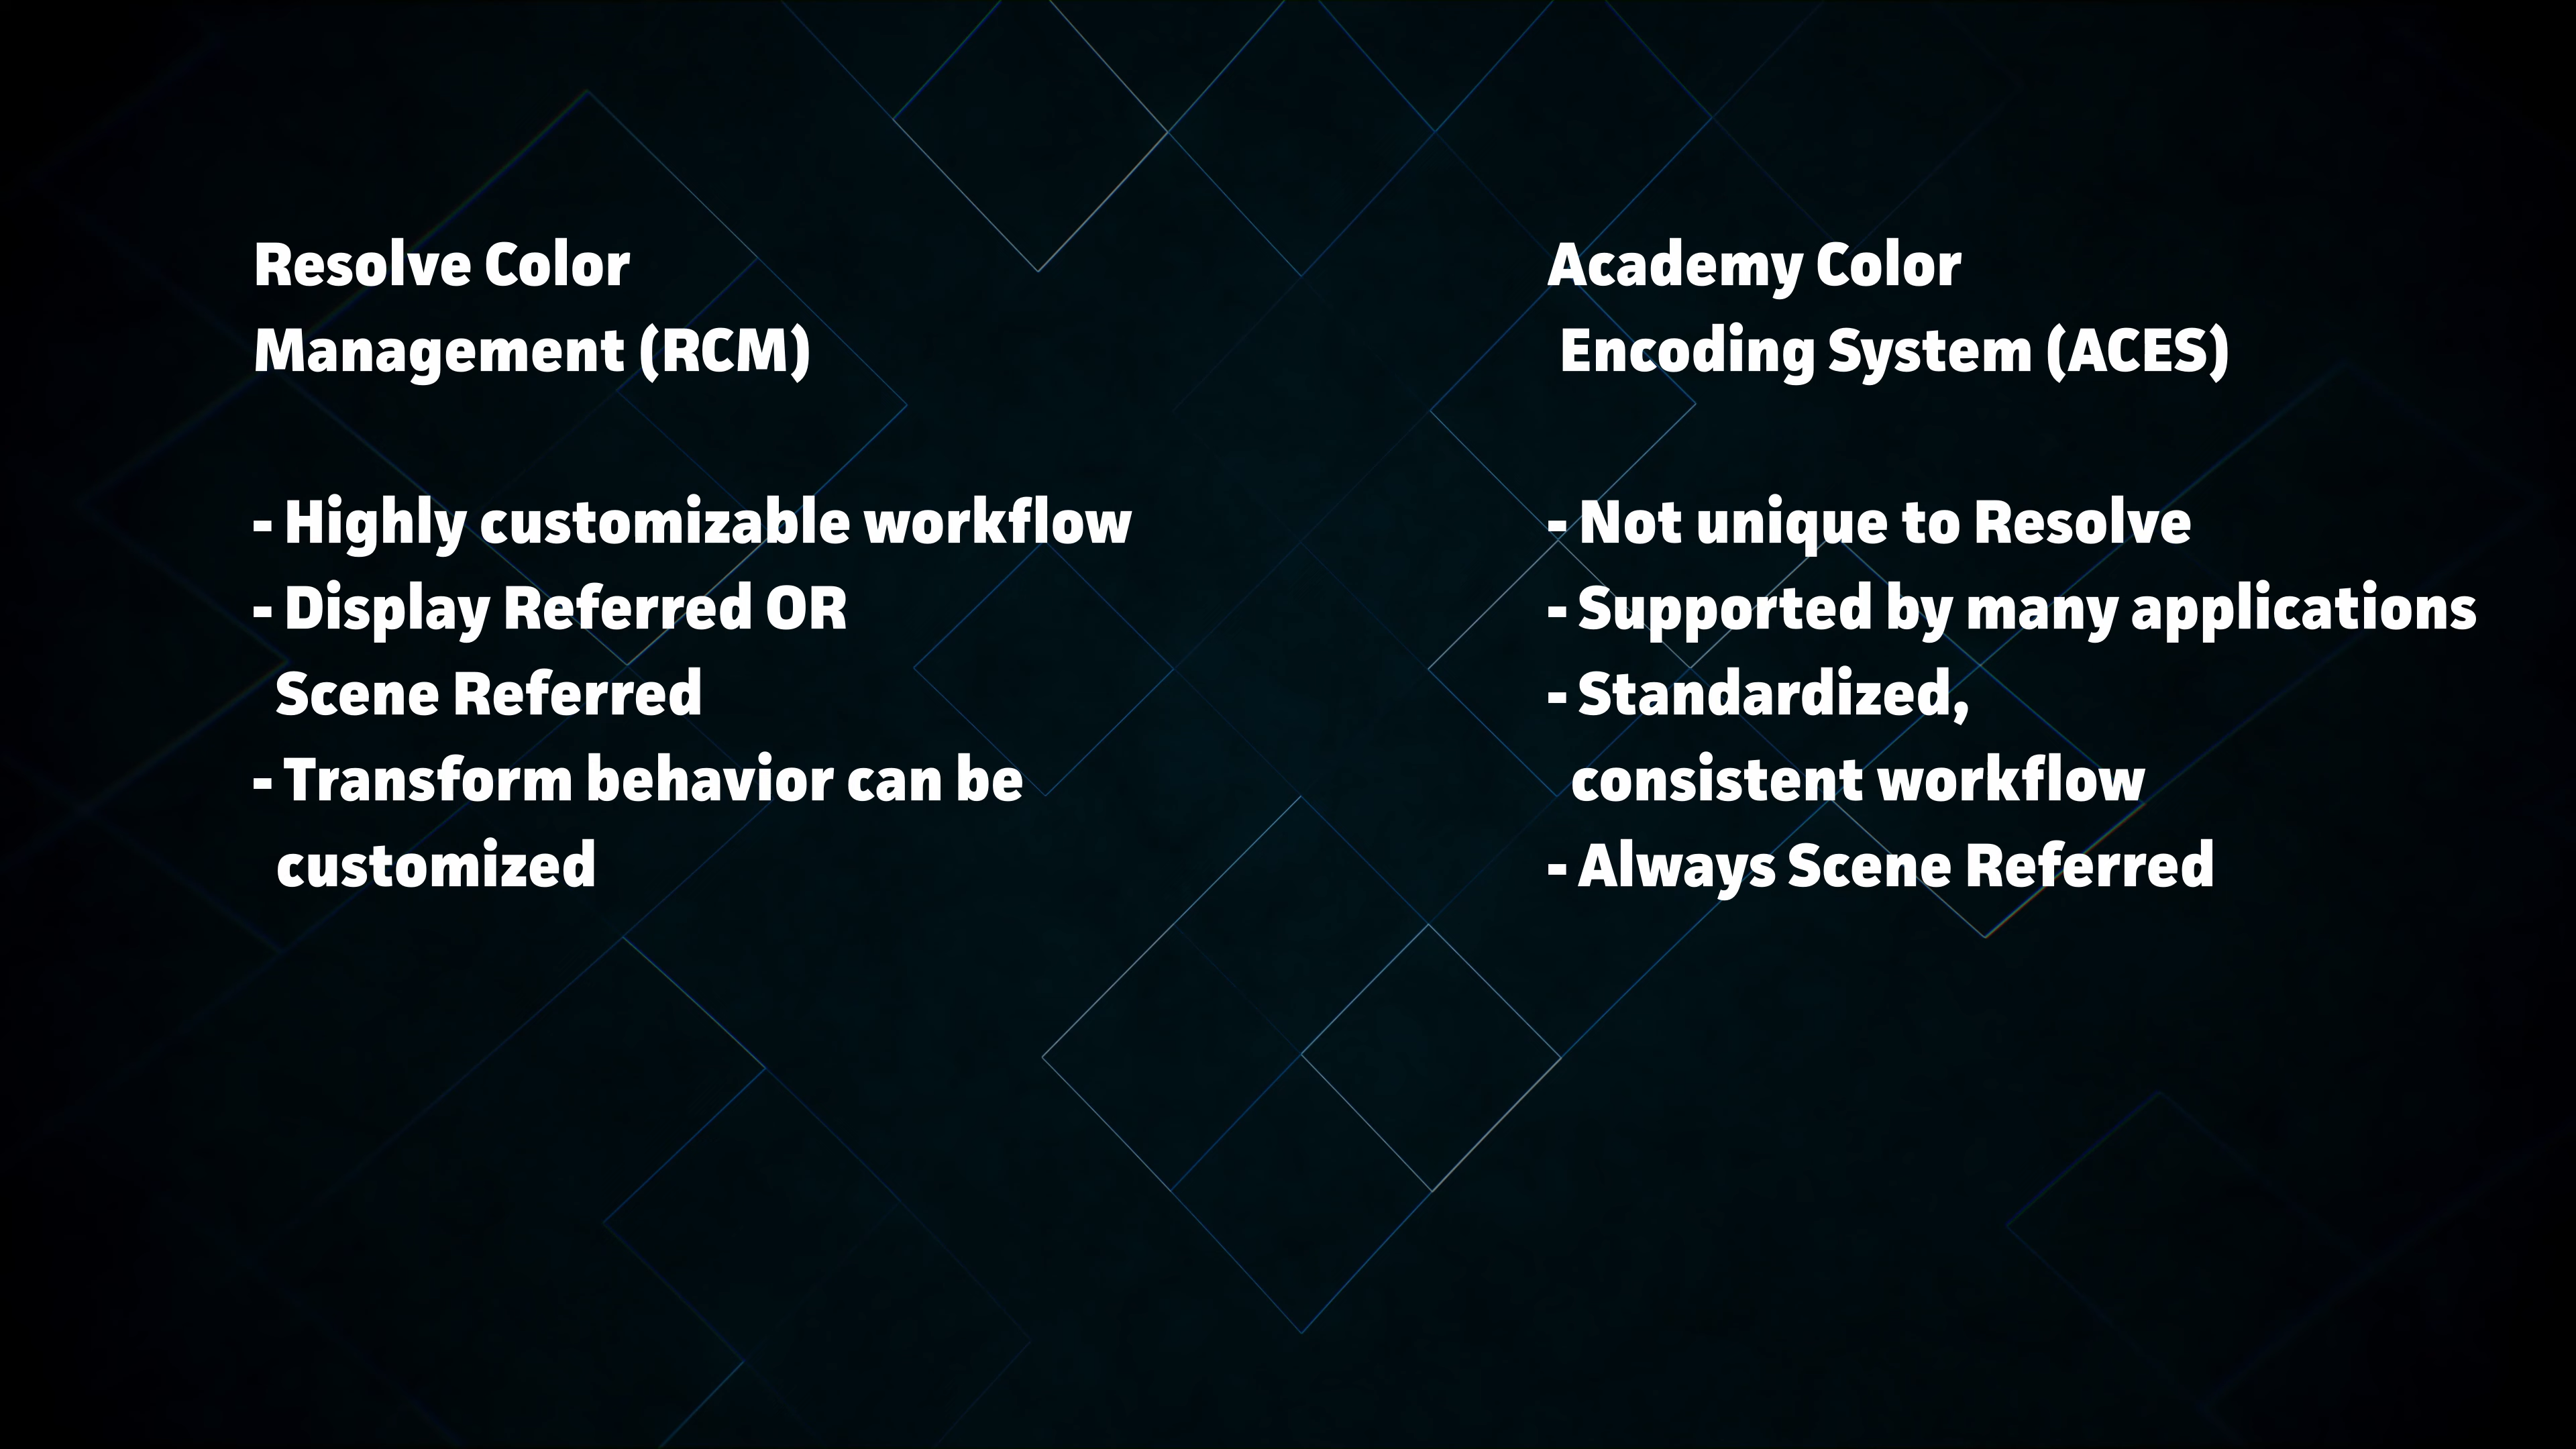 Resolve Color
Management (RCM)
- Highly customizable workflow
- Display Referred OR
Scene Referred
- Transform behavior can be
customized
Academy Color
Encoding System (ACES)
- Not unique to Resolve
- Supported by many applications
- Standardized,
consistent workflow
- Always Scene Referred